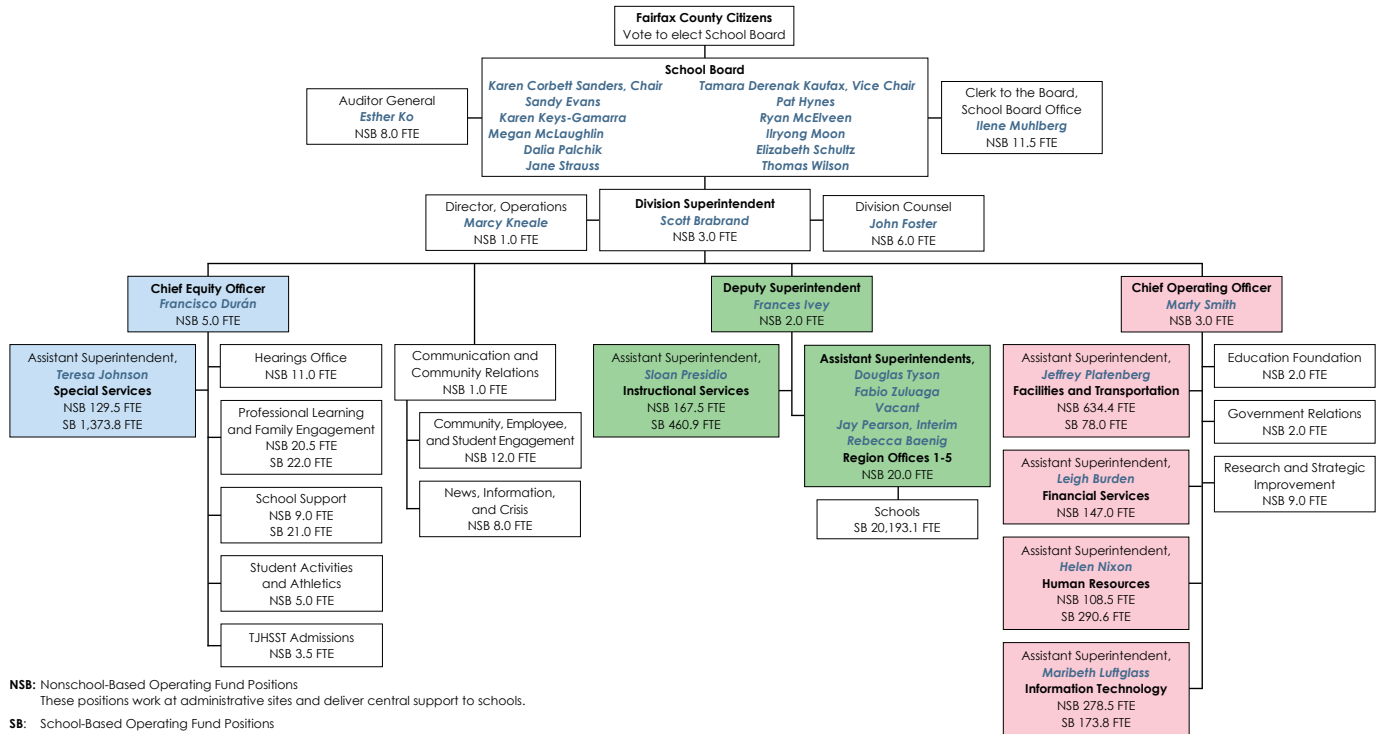 Fairfax County Citizens
Vote to elect School Board
School Board
Karen Corbett Sanders, Chair
Tamara Derenak Kaufax, Vice Chair
Sandy Evans
Pat Hynes
Karen Keys-Gamarra
Ryan McElveen
Megan McLaughlin
Ilryong Moon
Dalia Palchik
Elizabeth Schultz
Jane Strauss
Thomas Wilson
Auditor General
Esther Ko
NSB 8.0 FTE
Clerk to the Board,
School Board Office
Ilene Muhlberg
NSB 11.5 FTE
Director, Operations
Marcy Kneale
NSB 1.0 FTE
Division Superintendent
Scott Brabrand
NSB 3.0 FTE
Division Counsel
John Foster
NSB 6.0 FTE
Chief Equity Officer
Francisco Durán
NSB 5.0 FTE
Assistant Superintendent,
Teresa Johnson
Special Services
NSB 129.5 FTE
SB 1,373.8 FTE
Hearings Office
NSB 11.0 FTE
Professional Learning
and Family Engagement
NSB 20.5 FTE
SB 22.0 FTE
School Support
NSB 9.0 FTE
SB 21.0 FTE
Student Activities
and Athletics
NSB 5.0 FTE
TJHSST Admissions
NSB 3.5 FTE
Communication and
Community Relations
NSB 1.0 FTE
Community, Employee,
and Student Engagement
NSB 12.0 FTE
News, Information,
and Crisis
NSB 8.0 FTE
Deputy Superintendent
Frances Ivey
NSB 2.0 FTE
Assistant Superintendent,
Sloan Presidio
Instructional Services
NSB 167.5 FTE
SB 460.9 FTE
Assistant Superintendents,
Douglas Tyson
Fabio Zuluaga
Vacant
Jay Pearson, Interim
Rebecca Baenig
Region Offices 1-5
NSB 20.0 FTE
Schools
SB 20,193.1 FTE
Chief Operating Officer
Marty Smith
NSB 3.0 FTE
Assistant Superintendent,
Jeffrey Platenberg
Facilities and Transportation
NSB 634.4 FTE
SB 78.0 FTE
Assistant Superintendent,
Leigh Burden
Financial Services
NSB 147.0 FTE
Assistant Superintendent,
Helen Nixon
Human Resources
NSB 108.5 FTE
SB 290.6 FTE
Assistant Superintendent,
Maribeth Luftglass
Information Technology
NSB 278.5 FTE
SB 173.8 FTE
Education Foundation
NSB 2.0 FTE
Government Relations
NSB 2.0 FTE
Research and Strategic
Improvement
NSB 9.0 FTE
NSB: Nonschool-Based Operating Fund Positions
These positions work at administrative sites and deliver central support to schools.
SB: School-Based Operating Fund Positions